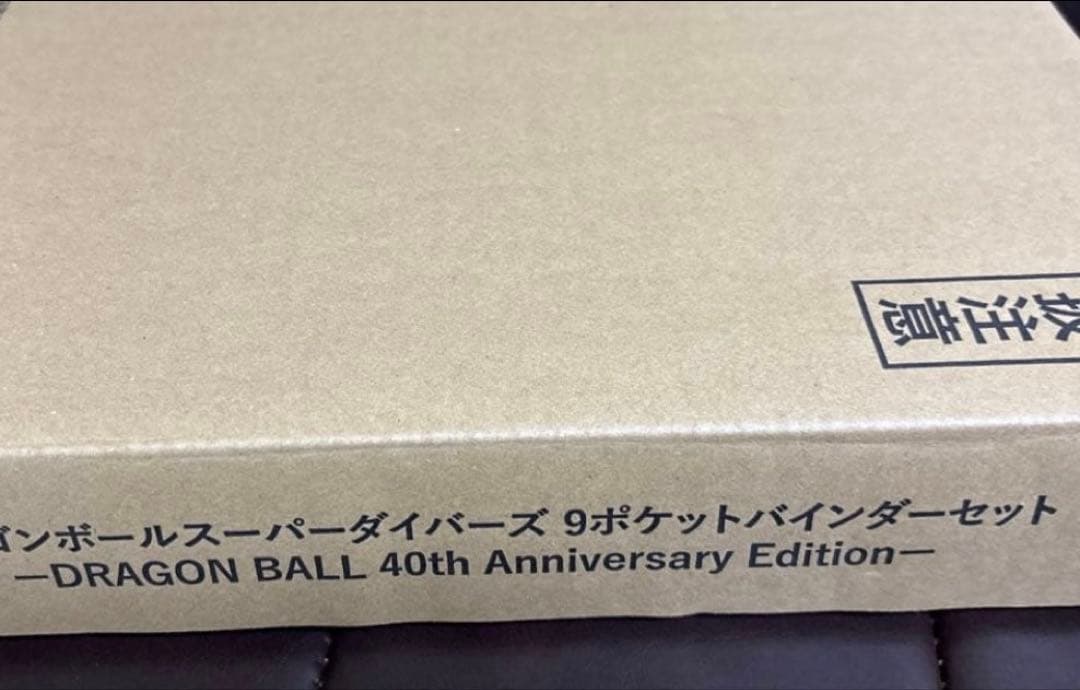 扱注意
ゴンボールスーパーダイバーズ 9ポケットバインダーセット
—DRAGON BALL 40th Anniversary Edition—